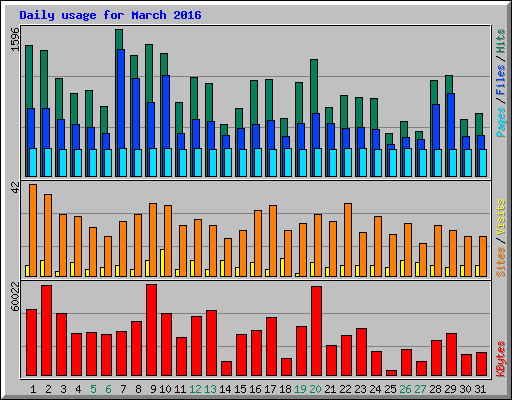 Daily usage for March 2016
1596
Pages / Files / Hits
42
Sites / Visits
60022
KBytes
1 2 3 4 5 6 7 8 9 10 11 12 13 14 15 16 17 18 19 20 21 22 23 24 25 26 27 28 29 30 31